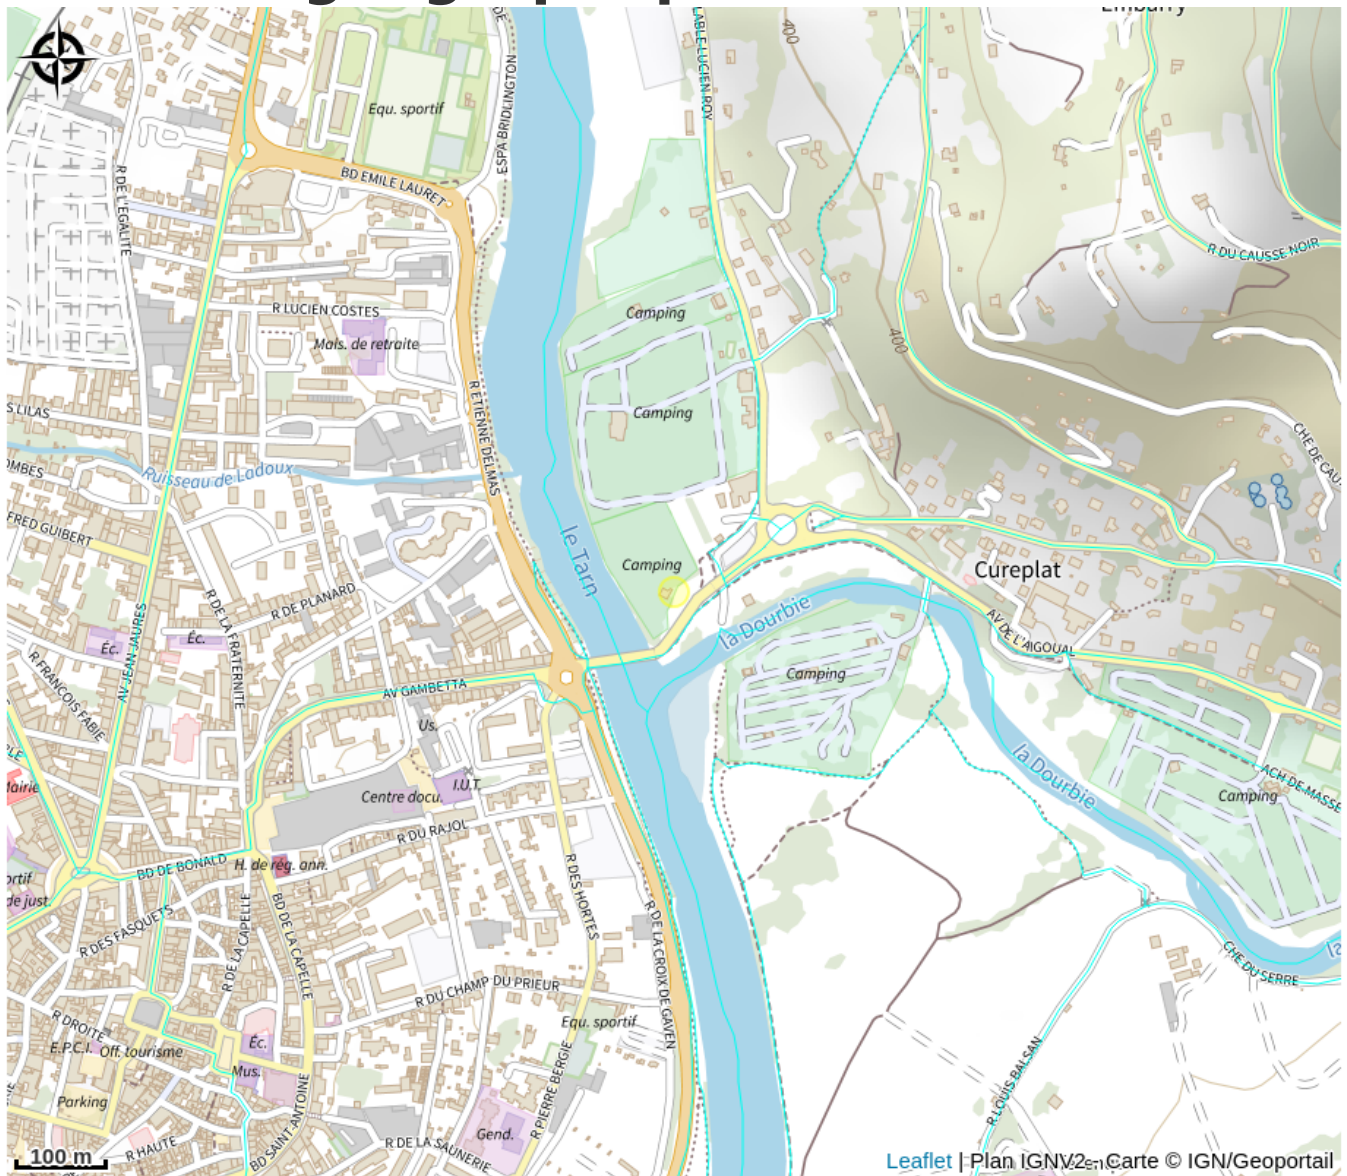 Equ. sportif
ESPA BRIDLINGTON
BD EMILE LAURET
R DE L'EGALITE
R DU CAUSSE NOIR
400
400
R LUCIEN COSTES
Mais. de retraite
Camping
Camping
Camping
R ETIENNE DELMAS
S LILAS
OMBES
Ruisseau de Ladoux
FRED GUIBERT
le Tarn
Cureplat
R DE PLANARD
R DE LA FRATERNITE
AV JEAN JAURES
Éc.
Éc.
R FRANCOIS FABIE
la Dourbie
AV DE L'AIGOUAL
Camping
AV GAMBETTA
Us.
I.U.T.
Centre docu.
R DU RAJOL
la Dourbie
Camping
ACH DE MASSE
Mairie
BD DE BONALD
H. de rég. ann.
ortif
de just.
R DES FASQUETS
R DE LA CAPELLE
BD DE LA CAPELLE
R DES HORTES
R DE LA CROIX DE GAVEN
CHE DU SERRE
la
R DU CHAMP DU PRIEUR
Equ. sportif
R DROITE
E.P.C.I.
Off. tourisme
Éc.
Mus.
Parking
R HAUTE
BD SAINT-ANTOINE
R DE LA SAUNERIE
Gend.
R PIERRE BERGIE
R LOUIS BALSAN
100 m
Leaflet | Plan IGNV2 - Carte © IGN/Geoportail